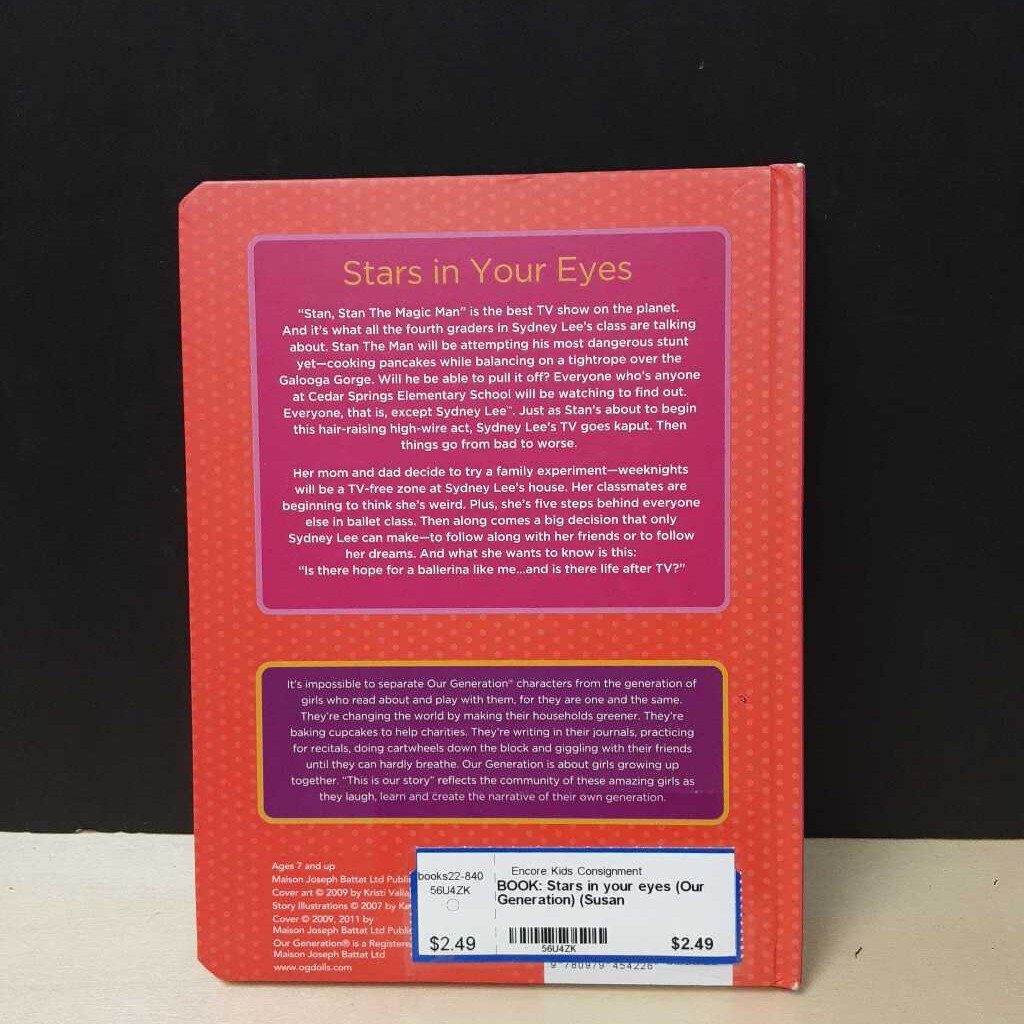 Stars in Your Eyes
“Stan, Stan The Magic Man” is the best TV show on the planet.
And it’s what all the fourth graders in Sydney Lee’s class are talking
about. Stan The Man will be attempting his most dangerous stunt
yet—cooking pancakes while balancing on a tightrope over the
Galooga Gorge. Will he be able to pull it off? Everyone who’s anyone
at Cedar Springs Elementary School will be watching to find out.
Everyone, that is, except Sydney Lee™. Just as Stan’s about to begin
this hair-raising high-wire act, Sydney Lee’s TV goes kaput. Then
things go from bad to worse.
Her mom and dad decide to try a family experiment—weeknights
will be a TV-free zone at Sydney Lee’s house. Her classmates are
beginning to think she’s weird. Plus, she’s five steps behind everyone
else in ballet class. Then along comes a big decision that only
Sydney Lee can make—to follow along with her friends or to follow
her dreams. And what she wants to know is this:
“Is there hope for a ballerina like me...and is there life after TV?”
It’s impossible to separate Our Generation® characters from the generation of
girls who read about and play with them, for they are one and the same.
They’re changing the world by making their households greener. They’re
baking cupcakes to help charities. They’re writing in their journals, practicing
for recitals, doing cartwheels down the block and giggling with their friends
until they can hardly breathe. Our Generation is about girls growing up
together. “This is our story” reflects the community of these amazing girls as
they laugh, learn and create the narrative of their own generation.
Ages 7 and up
Maison Joseph Battat Ltd
Cover art © 2009 by Kristi
Story Illustrations © 2007 by
Cover © 2009, 2011 by
Maison Joseph Battat Ltd
Our Generation® is a
Maison Joseph Battat Ltd
www.ogdolls.com
books22-840
56U4ZK
$2.49
Encore Kids Consignment
BOOK: Stars in your eyes (Our
Generation) (Susan
56U4ZK
$2.49
9 780979 454226